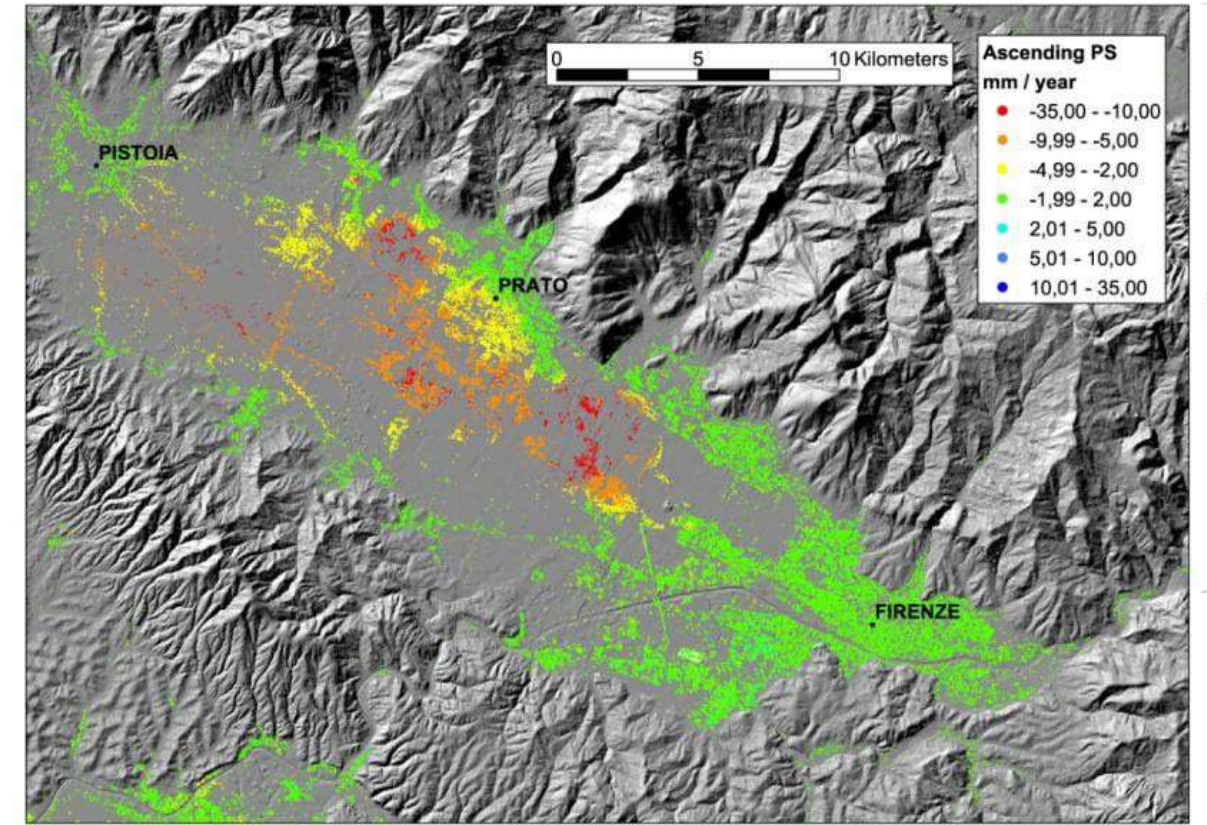 0 5 10 Kilometers
Ascending PS
mm / year
-35,00 - -10,00
-9,99 - -5,00
-4,99 - -2,00
-1,99 - 2,00
2,01 - 5,00
5,01 - 10,00
10,01 - 35,00
PISTOIA
PRATO
FIRENZE